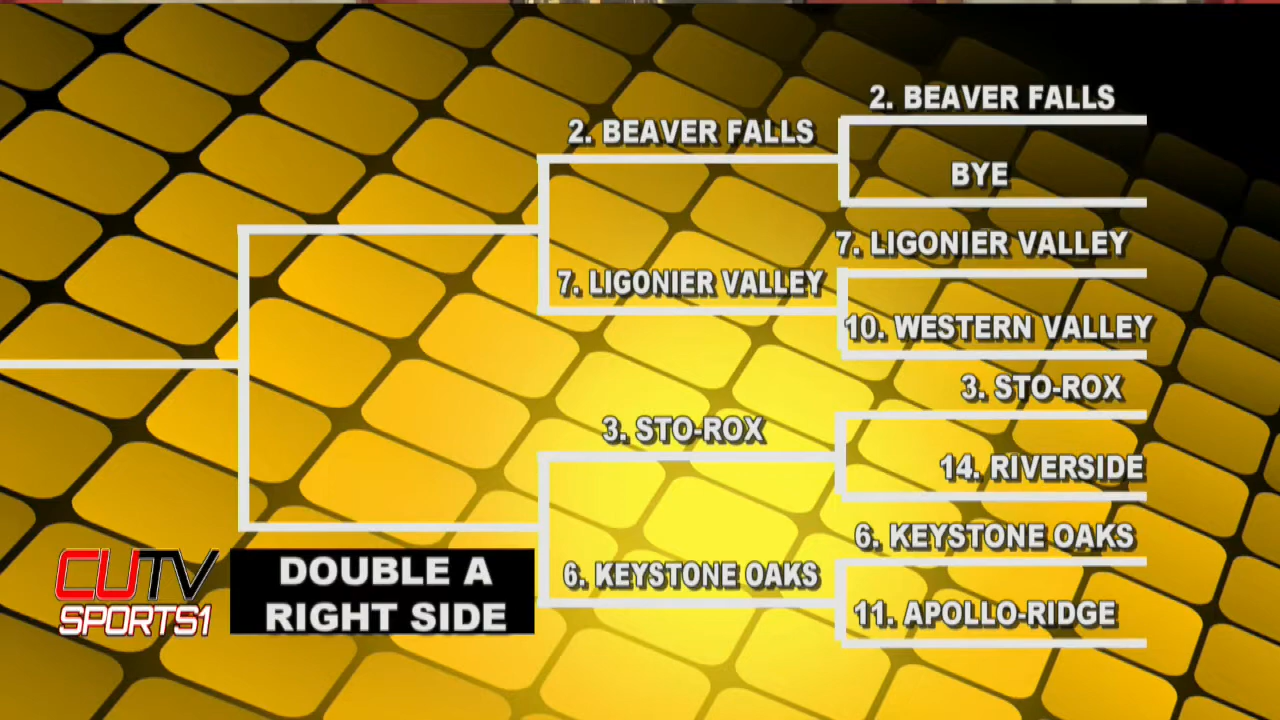 2. BEAVER FALLS
2. BEAVER FALLS
BYE
7. LIGONIER VALLEY
7. LIGONIER VALLEY
10. WESTERN VALLEY
3. STO-ROX
3. STO-ROX
14. RIVERSIDE
6. KEYSTONE OAKS
6. KEYSTONE OAKS
11. APOLLO-RIDGE
CUTV
SPORTS1
DOUBLE A
RIGHT SIDE